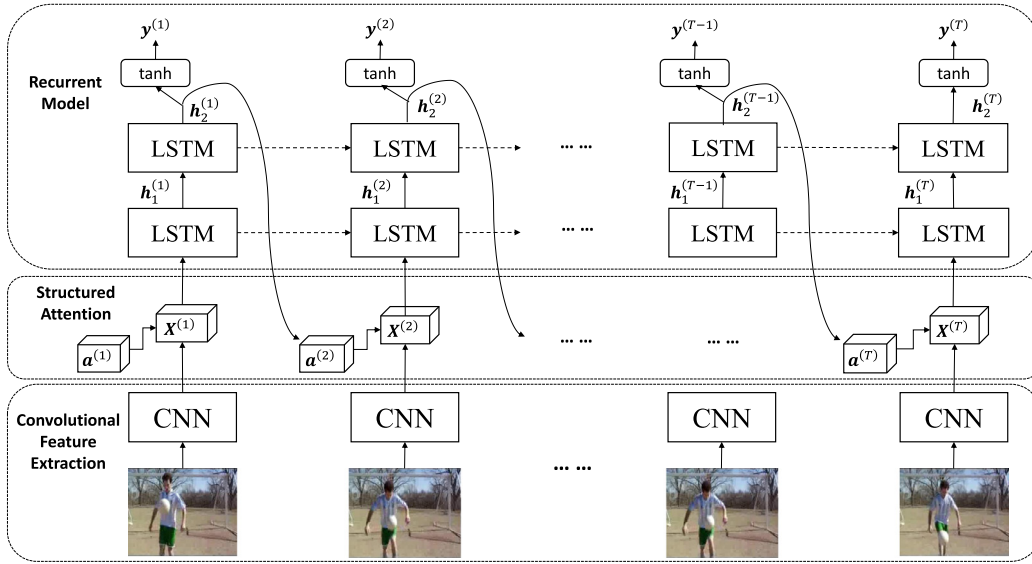 y^(1) y^(2) y^(T−1) y^(T)
tanh tanh tanh tanh
Recurrent
Model
h_2^(1) h_2^(2) h_2^(T−1) h_2^(T)
LSTM LSTM ... ... LSTM LSTM
h_1^(1) h_1^(2) h_1^(T−1) h_1^(T)
LSTM LSTM ... ... LSTM LSTM
Structured
Attention
X^(1) X^(2) X^(T)
a^(1) a^(2) ... ... ... ... a^(T)
Convolutional
Feature
Extraction
CNN CNN CNN CNN
... ...